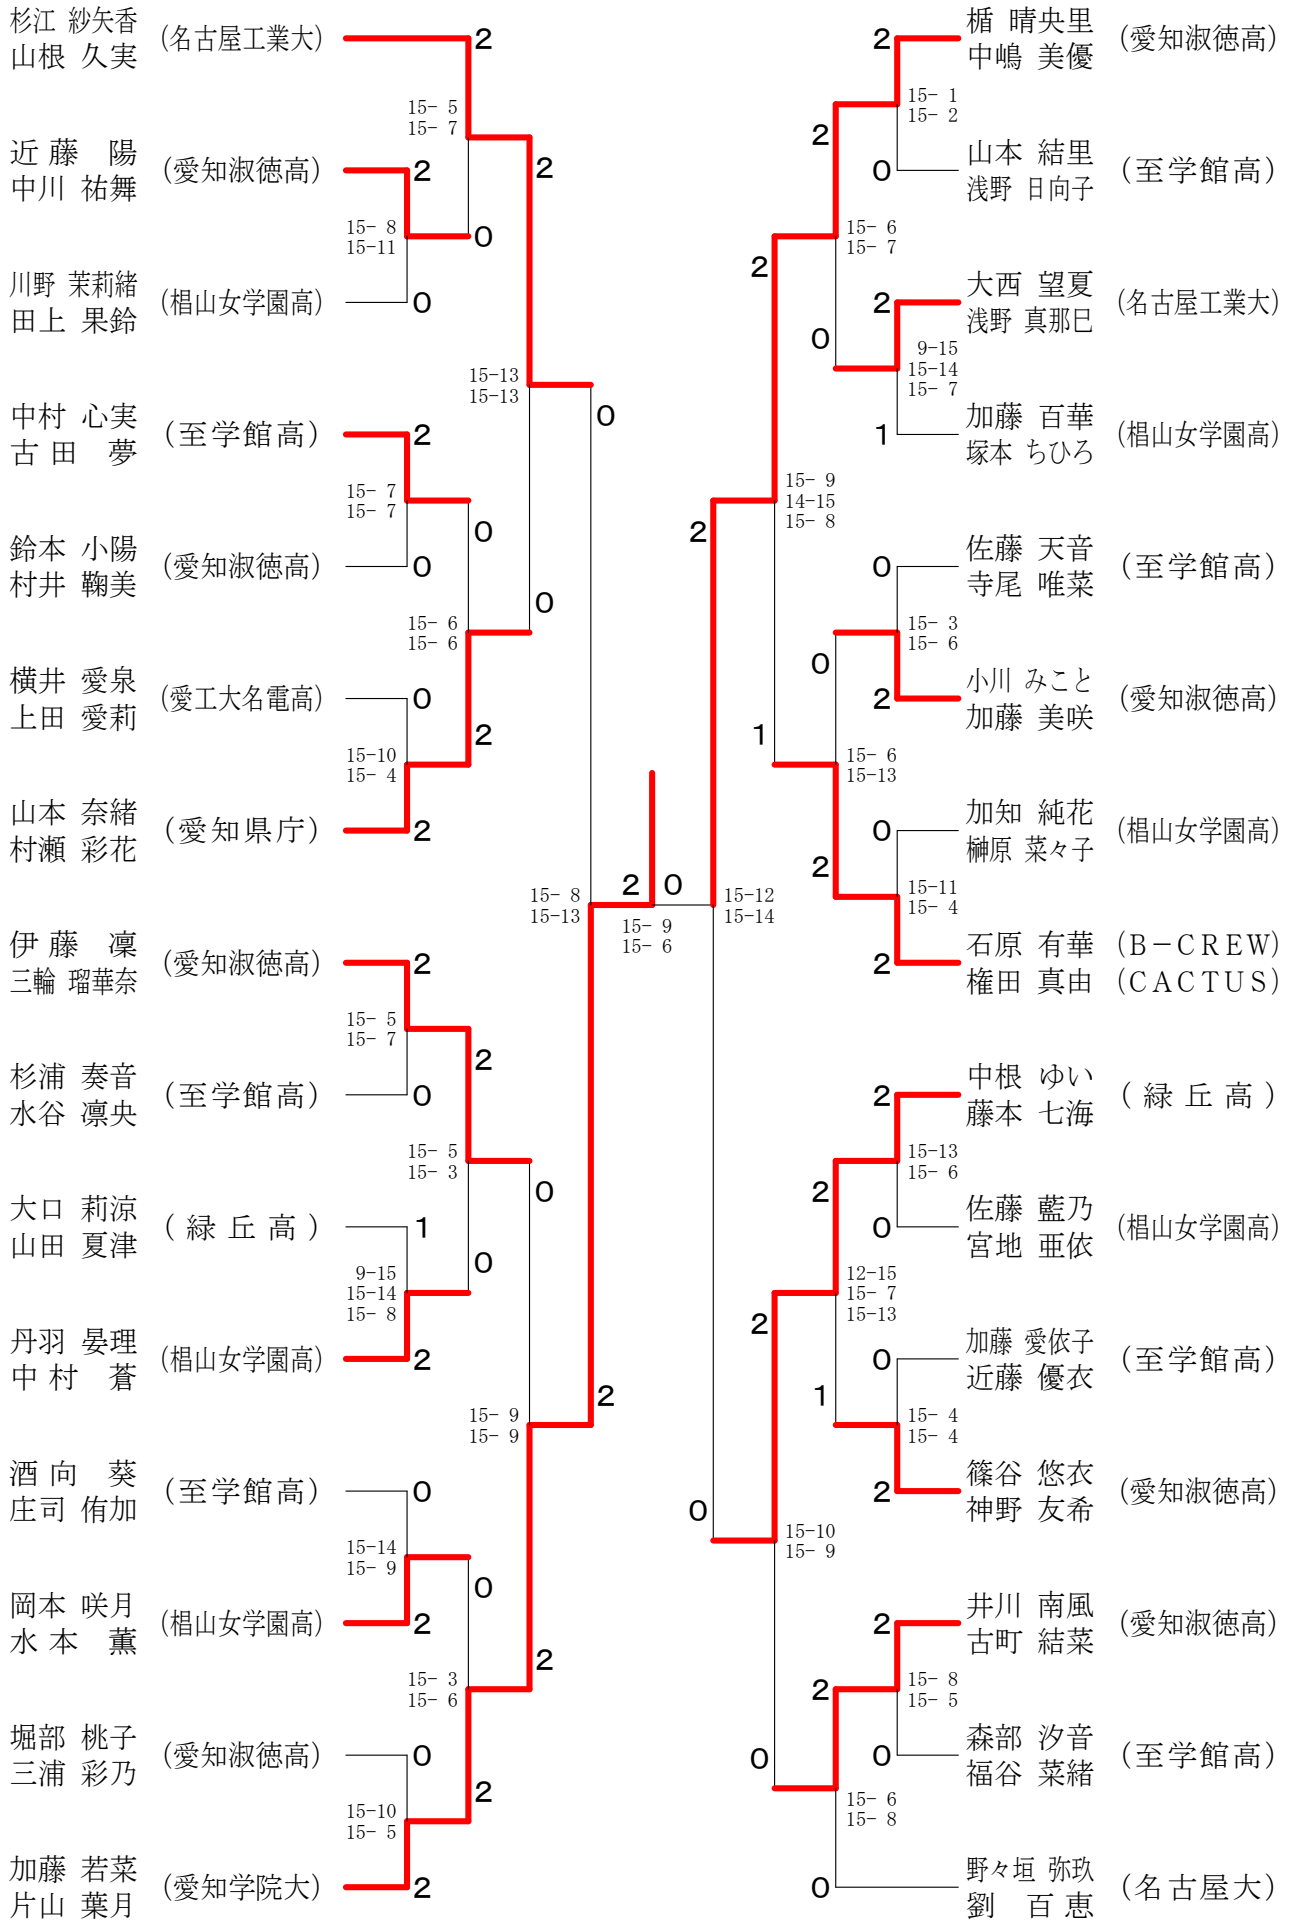 杉江 紗矢香
山根 久実
(名古屋工業大)
2
15- 5
15- 7
近 藤 陽
中川 祐舞
(愛知淑徳高)
2
2
15- 8
15-11
0
川野 茉莉緒
田上 果鈴
(椙山女学園高)
0
15-13
15-13
0
中村 心実
古 田 夢
(至学館高)
2
15- 7
15- 7
0
鈴本 小陽
村井 鞠美
(愛知淑徳高)
0
0
15- 6
15- 6
横井 愛泉
上田 愛莉
(愛工大名電高)
0
2
15-10
15- 4
山本 奈緒
村瀬 彩花
(愛知県庁)
2
15- 8
15-13
2
0
15- 9
15- 6
伊 藤 凜
三輪 瑠華奈
(愛知淑徳高)
2
15- 5
15- 7
2
杉浦 奏音
水谷 凛央
(至学館高)
0
15- 5
15- 3
0
大口 莉涼
山田 夏津
(緑丘高)
1
0
9-15
15-14
15- 8
丹羽 晏理
中 村 蒼
(椙山女学園高)
2
2
15- 9
15- 9
酒 向 葵
庄司 侑加
(至学館高)
0
15-14
15- 9
0
岡本 咲月
水 本 薫
(椙山女学園高)
2
2
15- 3
15- 6
堀部 桃子
三浦 彩乃
(愛知淑徳高)
0
2
15-10
15- 5
加藤 若菜
片山 葉月
(愛知学院大)
2
2
楯 晴央里
中嶋 美優
(愛知淑徳高)
15- 1
15- 2
2
0
山本 結里
浅野 日向子
(至学館高)
15- 6
15- 7
2
2
大西 望夏
浅野 真那巳
(名古屋工業大)
0
9-15
15-14
15- 7
1
加藤 百華
塚本 ちひろ
(椙山女学園高)
15- 9
14-15
15- 8
2
0
佐藤 天音
寺尾 唯菜
(至学館高)
15- 3
15- 6
0
2
小川 みこと
加藤 美咲
(愛知淑徳高)
1
15- 6
15-13
0
加知 純花
榊原 菜々子
(椙山女学園高)
2
15-11
15- 4
15-12
15-14
2
石原 有華
権田 真由
(B－CREW)
(CACTUS)
2
中根 ゆい
藤本 七海
(緑丘高)
15-13
15- 6
2
0
佐藤 藍乃
宮地 亜依
(椙山女学園高)
12-15
15- 7
15-13
2
0
加藤 愛依子
近藤 優衣
(至学館高)
1
15- 4
15- 4
2
篠谷 悠衣
神野 友希
(愛知淑徳高)
0
15-10
15- 9
2
井川 南風
古町 結菜
(愛知淑徳高)
15- 8
15- 5
2
0
0
森部 汐音
福谷 菜緒
(至学館高)
15- 6
15- 8
0
野々垣 弥玖
劉 百 恵
(名古屋大)